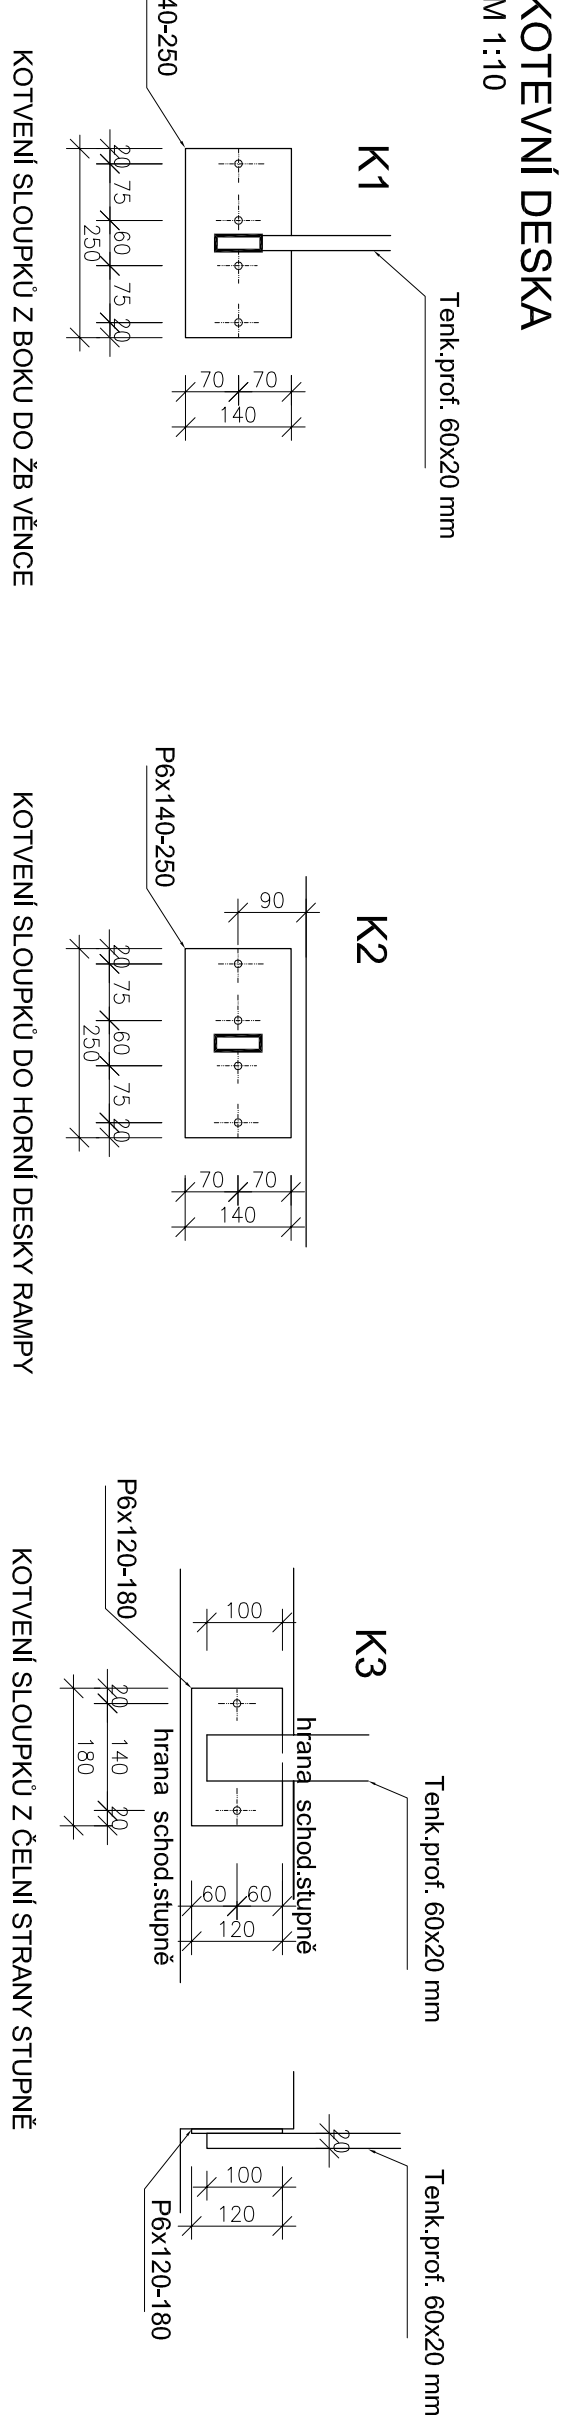 KOTEVNÍ DESKA
M 1:10
K1
Tenk.prof. 60x20 mm
40-250
70
70
140
20
75
60
75
20
250
KOTVENÍ SLOUPKŮ Z BOKU DO ŽB VĚNCE
K2
90
P6x140-250
70
70
140
20
75
60
75
20
250
KOTVENÍ SLOUPKŮ DO HORNÍ DESKY RAMPY
K3
Tenk.prof. 60x20 mm
100
hrana schod.stupně
P6x120-180
60
60
120
hrana schod.stupně
20
140
20
180
KOTVENÍ SLOUPKŮ Z ČELNÍ STRANY STUPNĚ
Tenk.prof. 60x20 mm
20
100
120
P6x120-180